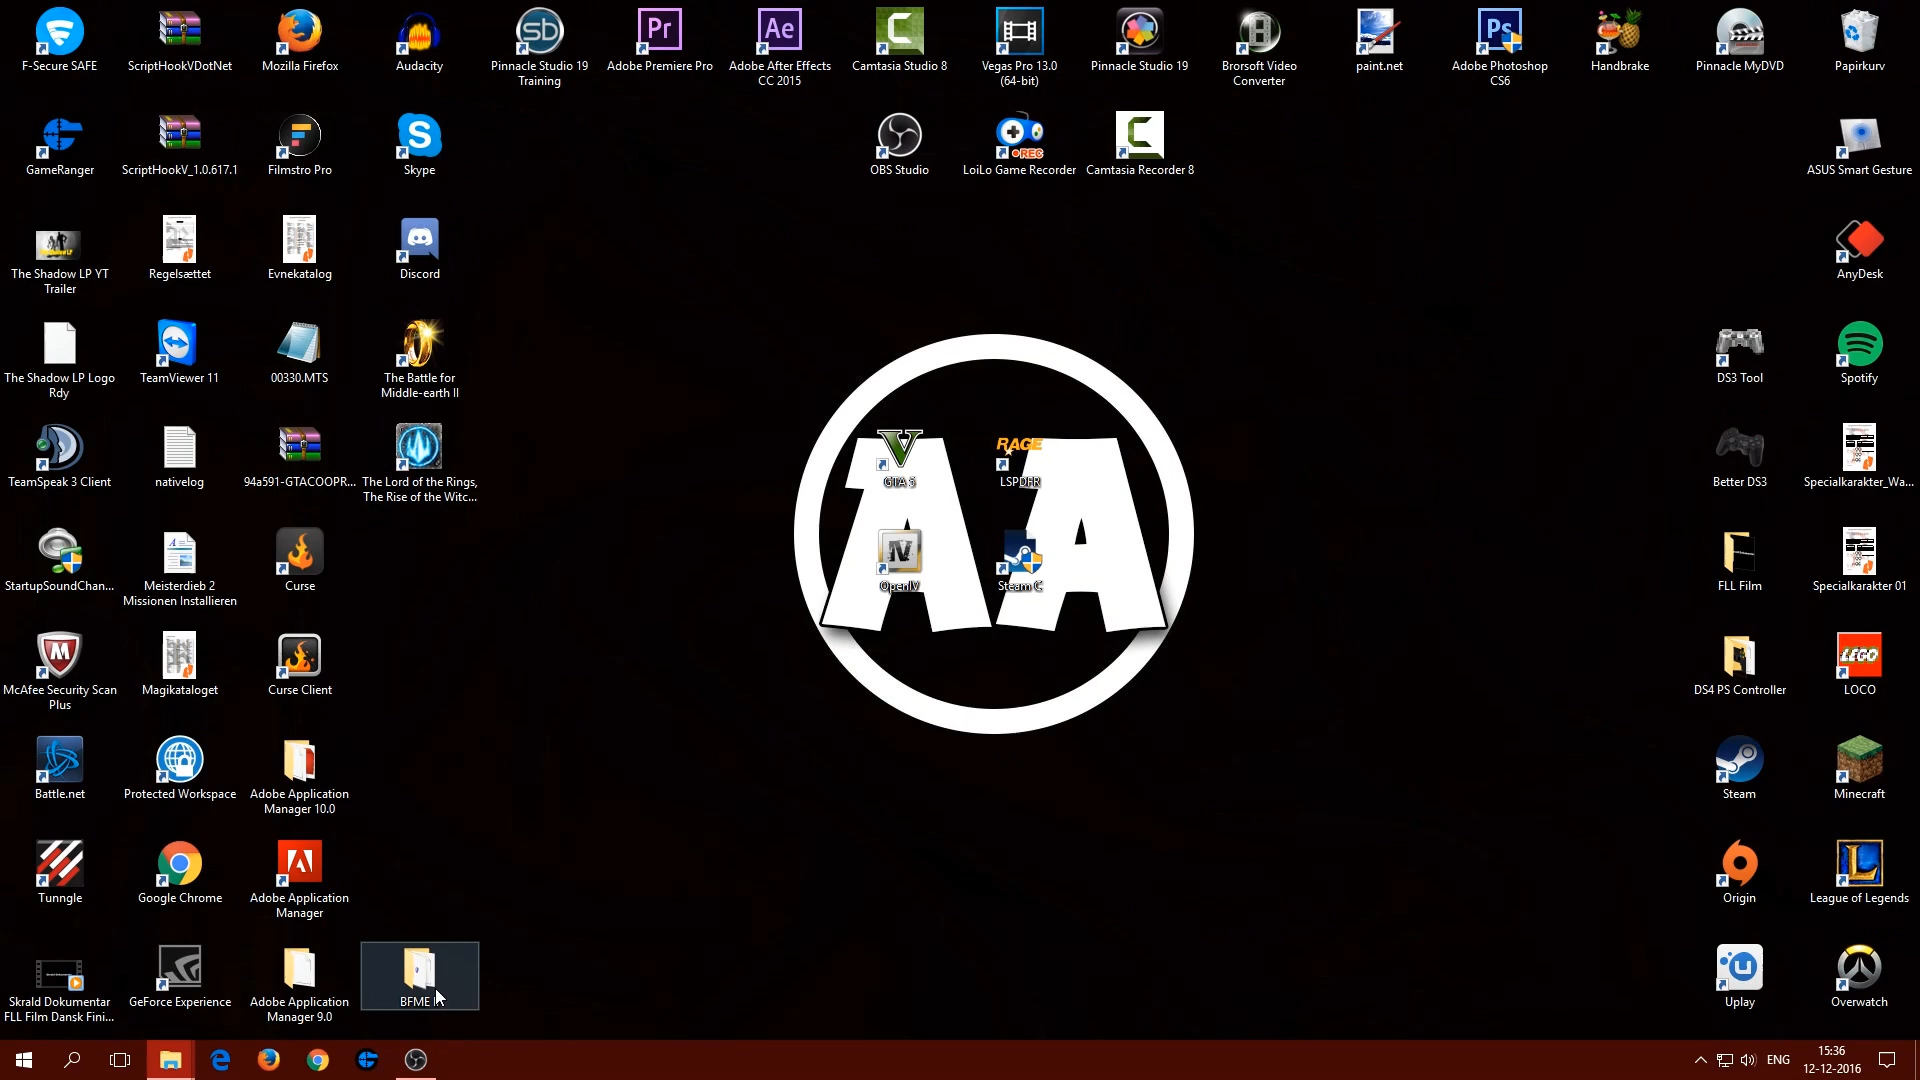 F-Secure SAFE
ScriptHookVDotNet
Mozilla Firefox
Audacity
Pinnacle Studio 19
Training
Adobe Premiere Pro
Adobe After Effects
CC 2015
Camtasia Studio 8
Vegas Pro 13.0
(64-bit)
Pinnacle Studio 19
Brorsoft Video
Converter
paint.net
Adobe Photoshop
CS6
Handbrake
Pinnacle MyDVD
Papirkurv
GameRanger
ScriptHookV_1.0.617.1
Filmstro Pro
Skype
OBS Studio
LoiLo Game Recorder
Camtasia Recorder 8
ASUS Smart Gesture
The Shadow LP YT
Trailer
Regelsættet
Evnekatalog
Discord
AnyDesk
The Shadow LP Logo
Rdy
TeamViewer 11
00330.MTS
The Battle for
Middle-earth II
DS3 Tool
Spotify
TeamSpeak 3 Client
nativelog
94a591-GTACOOPR...
The Lord of the Rings,
The Rise of the Witc...
GTA 5
RAGE
LSPDFR
Better DS3
Specialkarakter_Wa...
StartupSoundChan...
Meisterdieb 2
Missionen Installieren
Curse
OpenIV
Steam C
FLL Film
Specialkarakter 01
AA
McAfee Security Scan
Plus
Magikataloget
Curse Client
DS4 PS Controller
LEGO
LOCO
Battle.net
Protected Workspace
Adobe Application
Manager 10.0
Steam
Minecraft
Tunngle
Google Chrome
Adobe Application
Manager
Origin
League of Legends
Skrald Dokumentar
FLL Film Dansk Fini...
GeForce Experience
Adobe Application
Manager 9.0
BFME
Uplay
Overwatch
ENG
15:36
12-12-2016